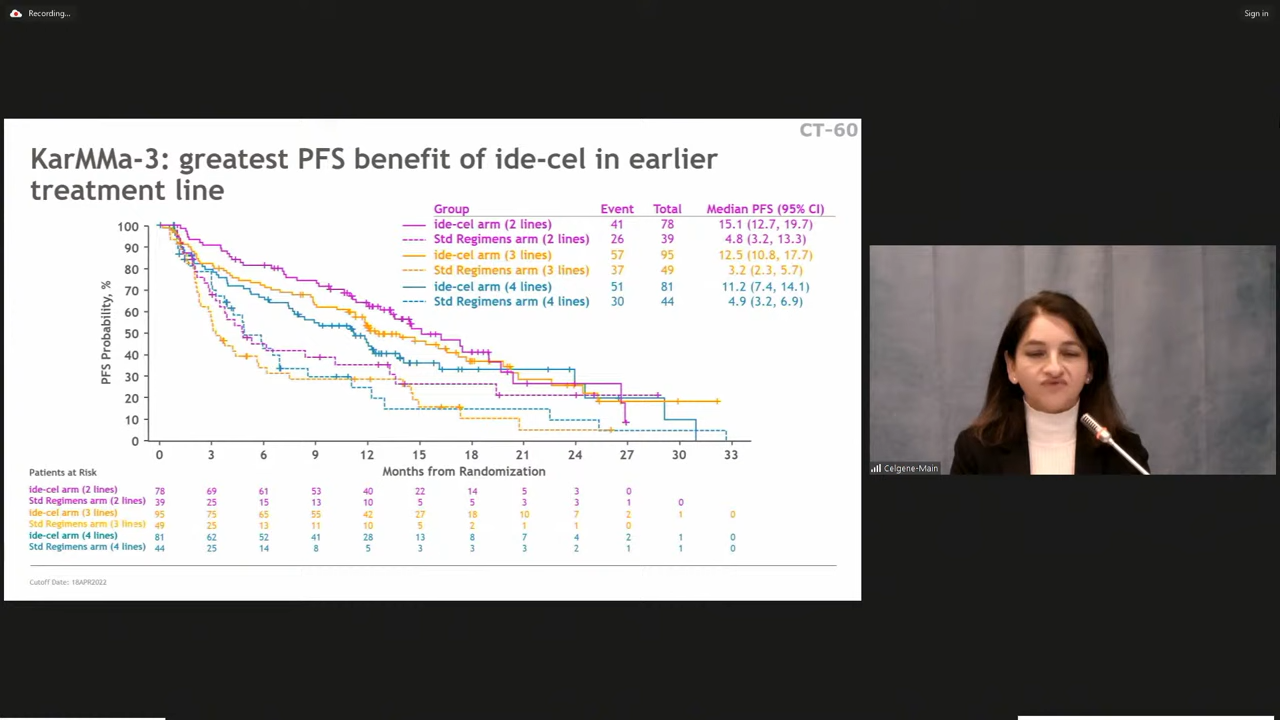 Recording...
Sign in
CT-60
KarMMa-3: greatest PFS benefit of ide-cel in earlier
treatment line
Group Event Total Median PFS (95% CI)
ide-cel arm (2 lines) 41 78 15.1 (12.7, 19.7)
Std Regimens arm (2 lines) 26 39 4.8 (3.2, 13.3)
ide-cel arm (3 lines) 57 95 12.5 (10.8, 17.7)
Std Regimens arm (3 lines) 37 49 3.2 (2.3, 5.7)
ide-cel arm (4 lines) 51 81 11.2 (7.4, 14.1)
Std Regimens arm (4 lines) 30 44 4.9 (3.2, 6.9)
PFS Probability, %
100
90
80
70
60
50
40
30
20
10
0
0 3 6 9 12 15 18 21 24 27 30 33
Months from Randomization
Patients at Risk
ide-cel arm (2 lines) 78 69 61 53 40 22 14 5 3 0
Std Regimens arm (2 lines) 39 25 15 13 10 5 5 3 3 1 0
ide-cel arm (3 lines) 95 75 65 55 42 27 18 10 7 2 1 0
Std Regimens arm (3 lines) 49 25 13 11 10 5 2 1 1 0
ide-cel arm (4 lines) 81 62 52 41 28 13 8 7 4 2 1 0
Std Regimens arm (4 lines) 44 25 14 8 5 3 3 3 2 1 1 0
Cutoff Date: 18APR2022
Celgene-Main